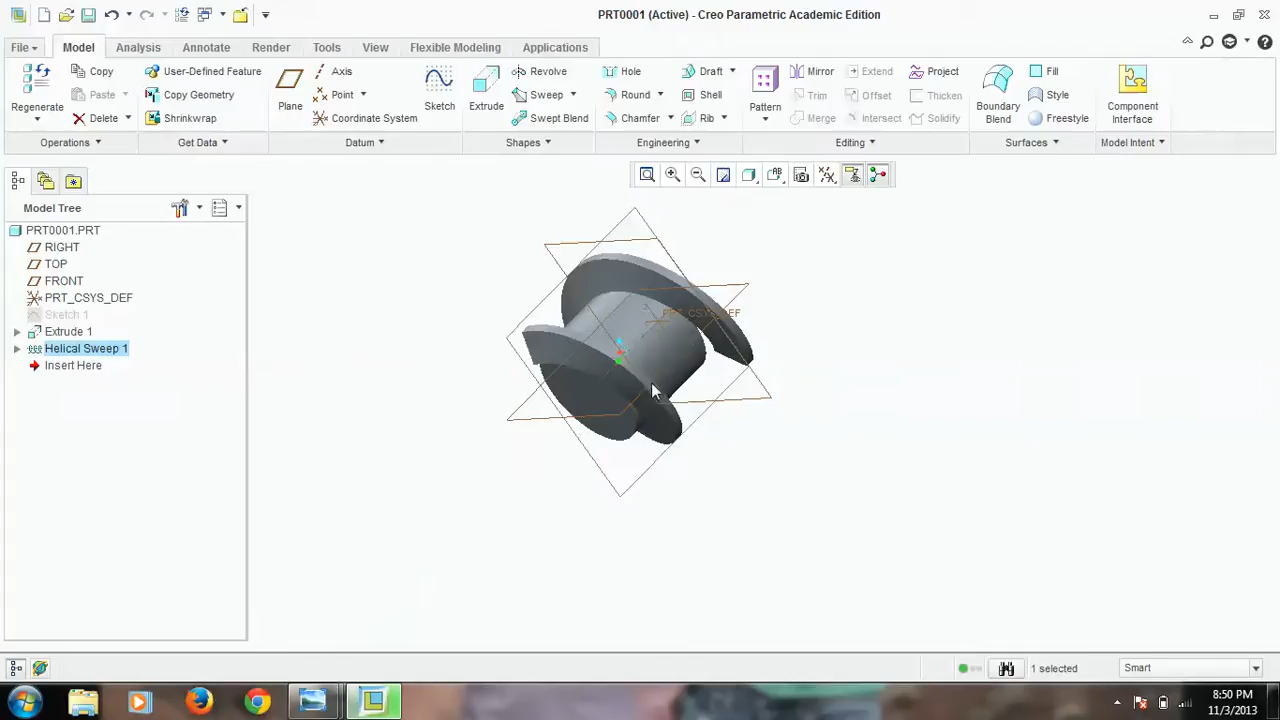 PRT0001 (Active) - Creo Parametric Academic Edition
File Model Analysis Annotate Render Tools View Flexible Modeling Applications
Copy User-Defined Feature Axis Revolve Hole Draft Mirror Extend Project Fill
Regenerate Paste Copy Geometry Plane Point Sketch Extrude Sweep Round Shell Pattern Trim Offset Thicken Boundary Blend Style Component Interface
Delete Shrinkwrap Coordinate System Swept Blend Chamfer Rib Merge Intersect Solidify Freestyle
Operations Get Data Datum Shapes Engineering Editing Surfaces Model Intent
Model Tree
PRT0001.PRT
RIGHT
TOP
FRONT
PRT_CSYS_DEF
Sketch 1
Extrude 1
Helical Sweep 1
Insert Here
PRT_CSYS_DEF
1 selected Smart
8:50 PM
11/3/2013